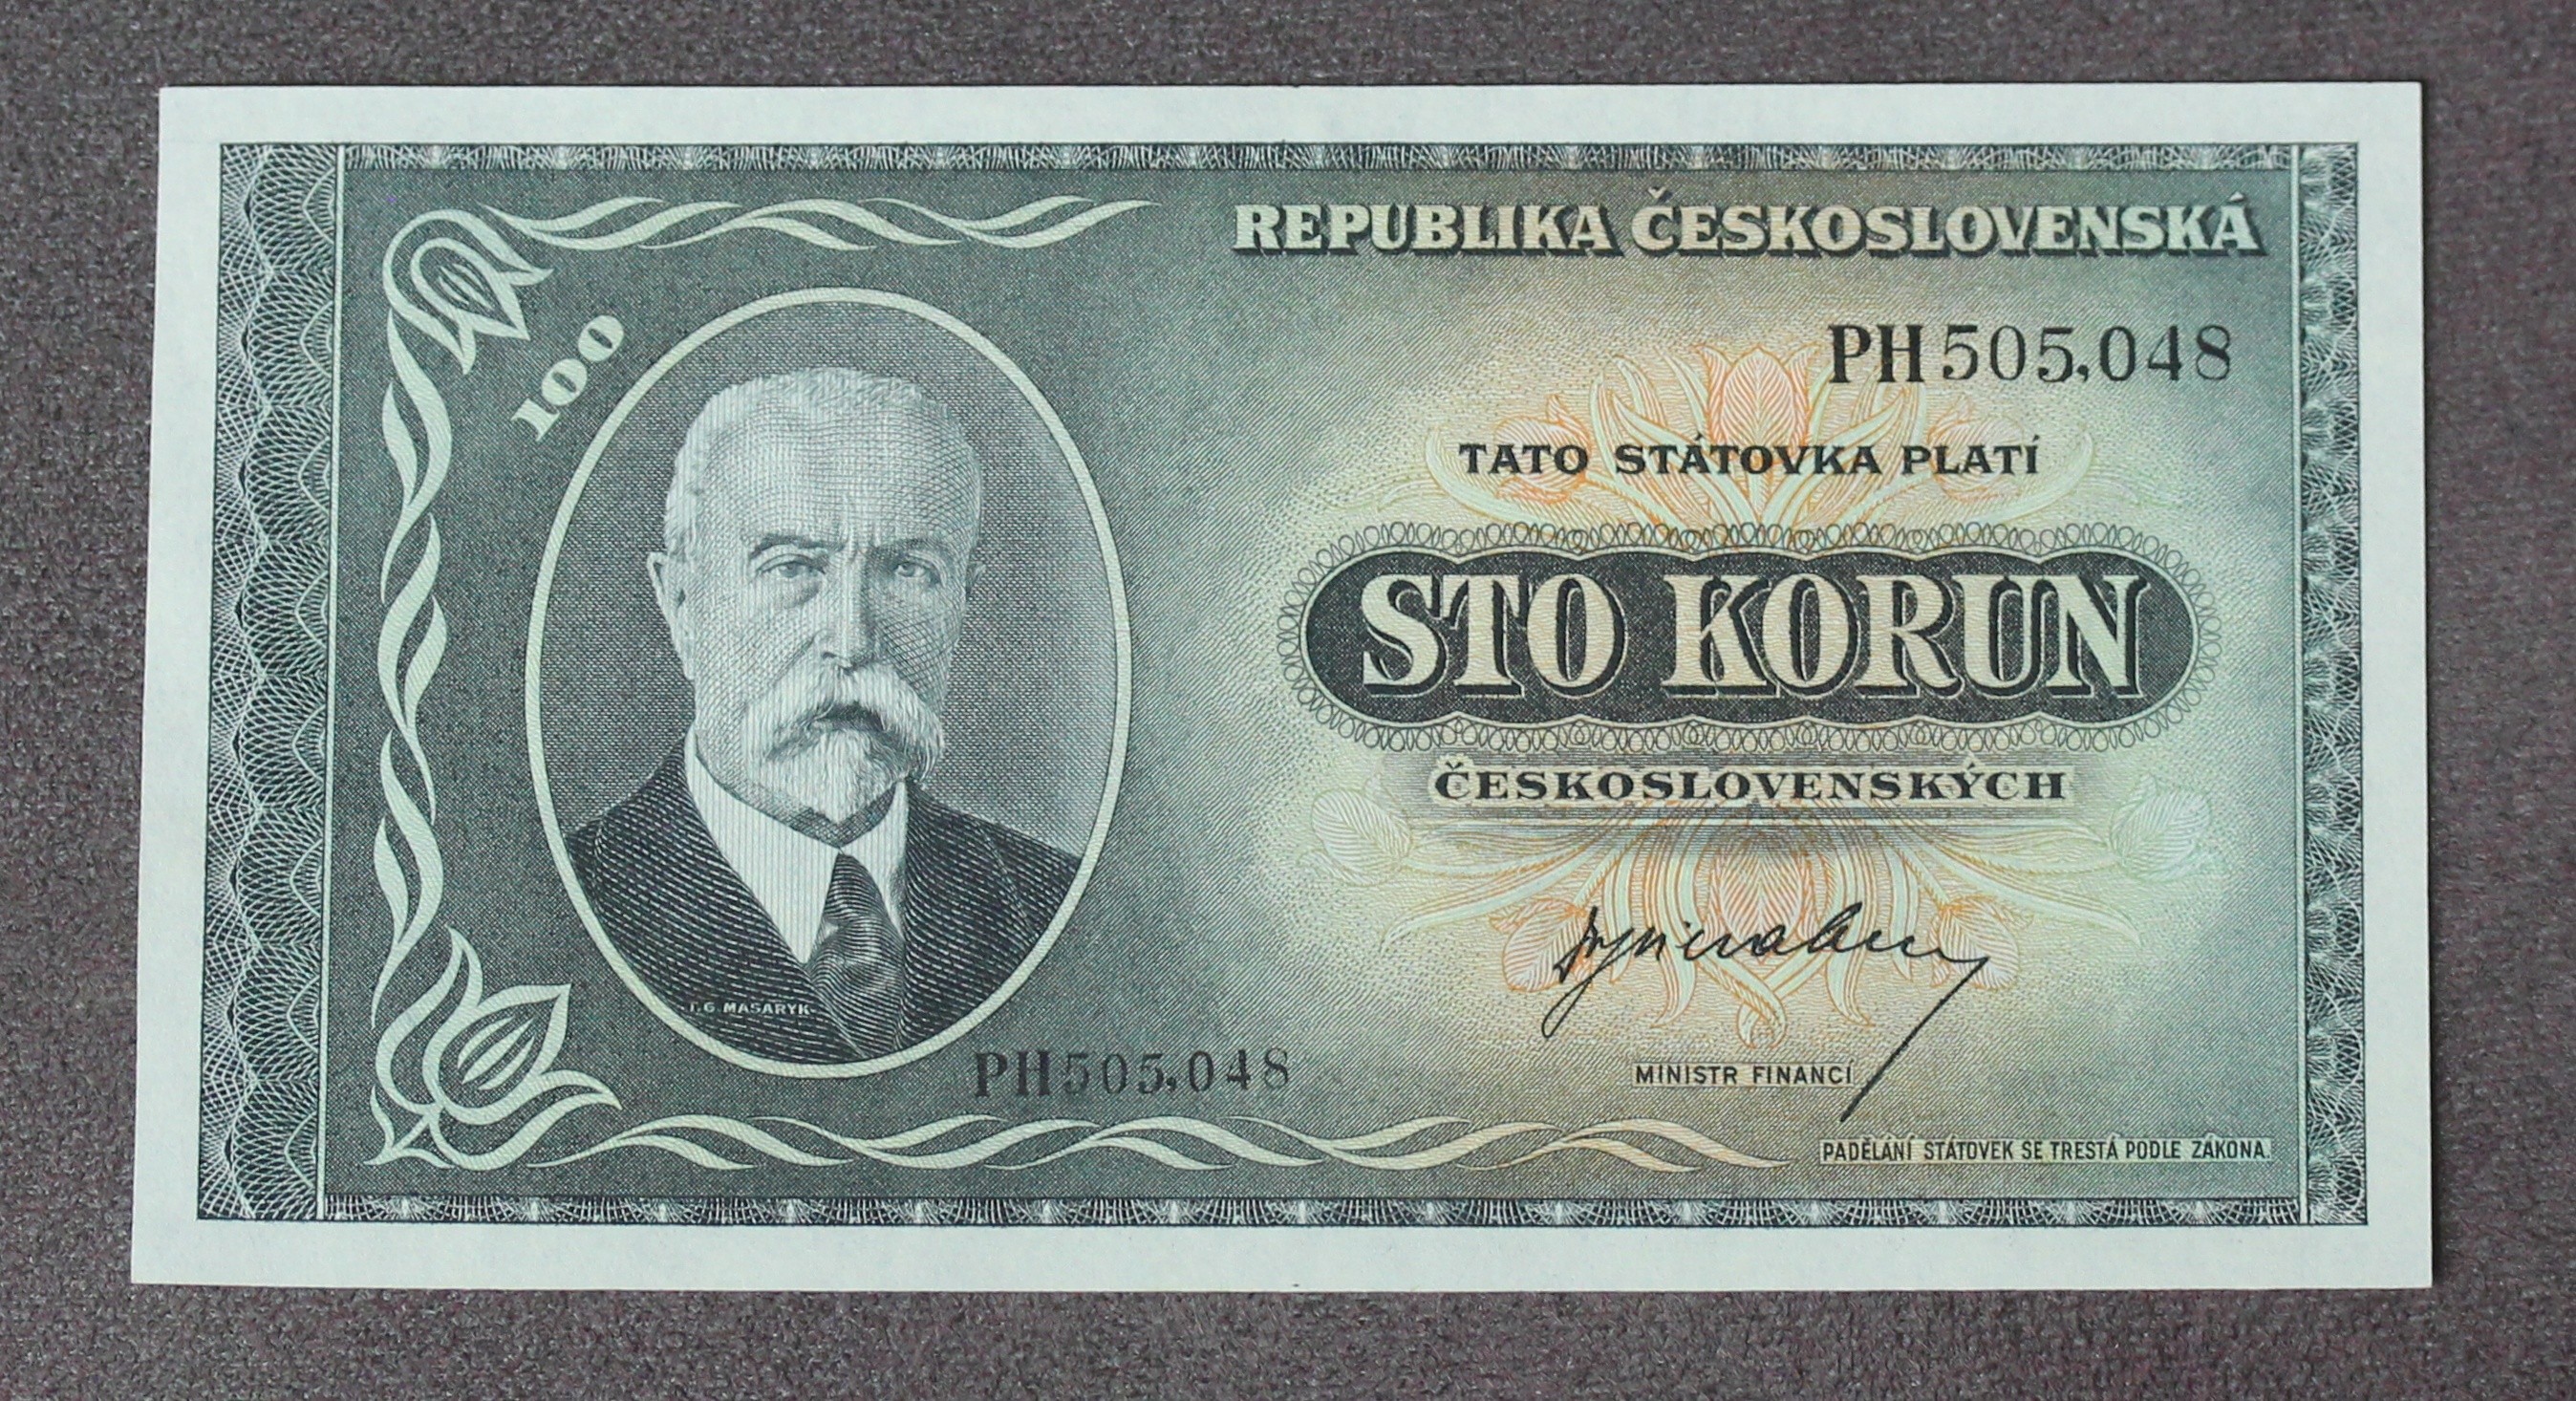 REPUBLIKA ČESKOSLOVENSKÁ
100
PH 505,048
TATO STÁTOVKA PLATÍ
STO KORUN
ČESKOSLOVENSKÝCH
T. G. MASARYK
PH 505,048
MINISTR FINANCÍ
PADĚLÁNÍ STÁTOVEK SE TRESTÁ PODLE ZÁKONA.